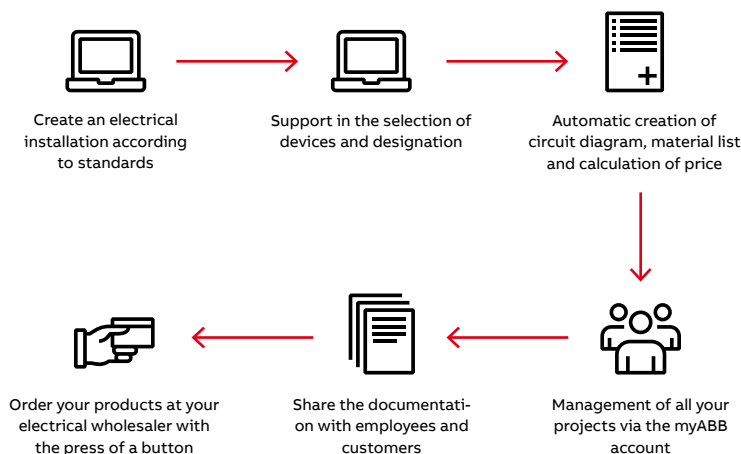 Create an electrical
installation according
to standards
Support in the selection of
devices and designation
Automatic creation of
circuit diagram, material list
and calculation of price
Management of all your
projects via the myABB
account
Share the documentati-
on with employees and
customers
Order your products at your
electrical wholesaler with
the press of a button